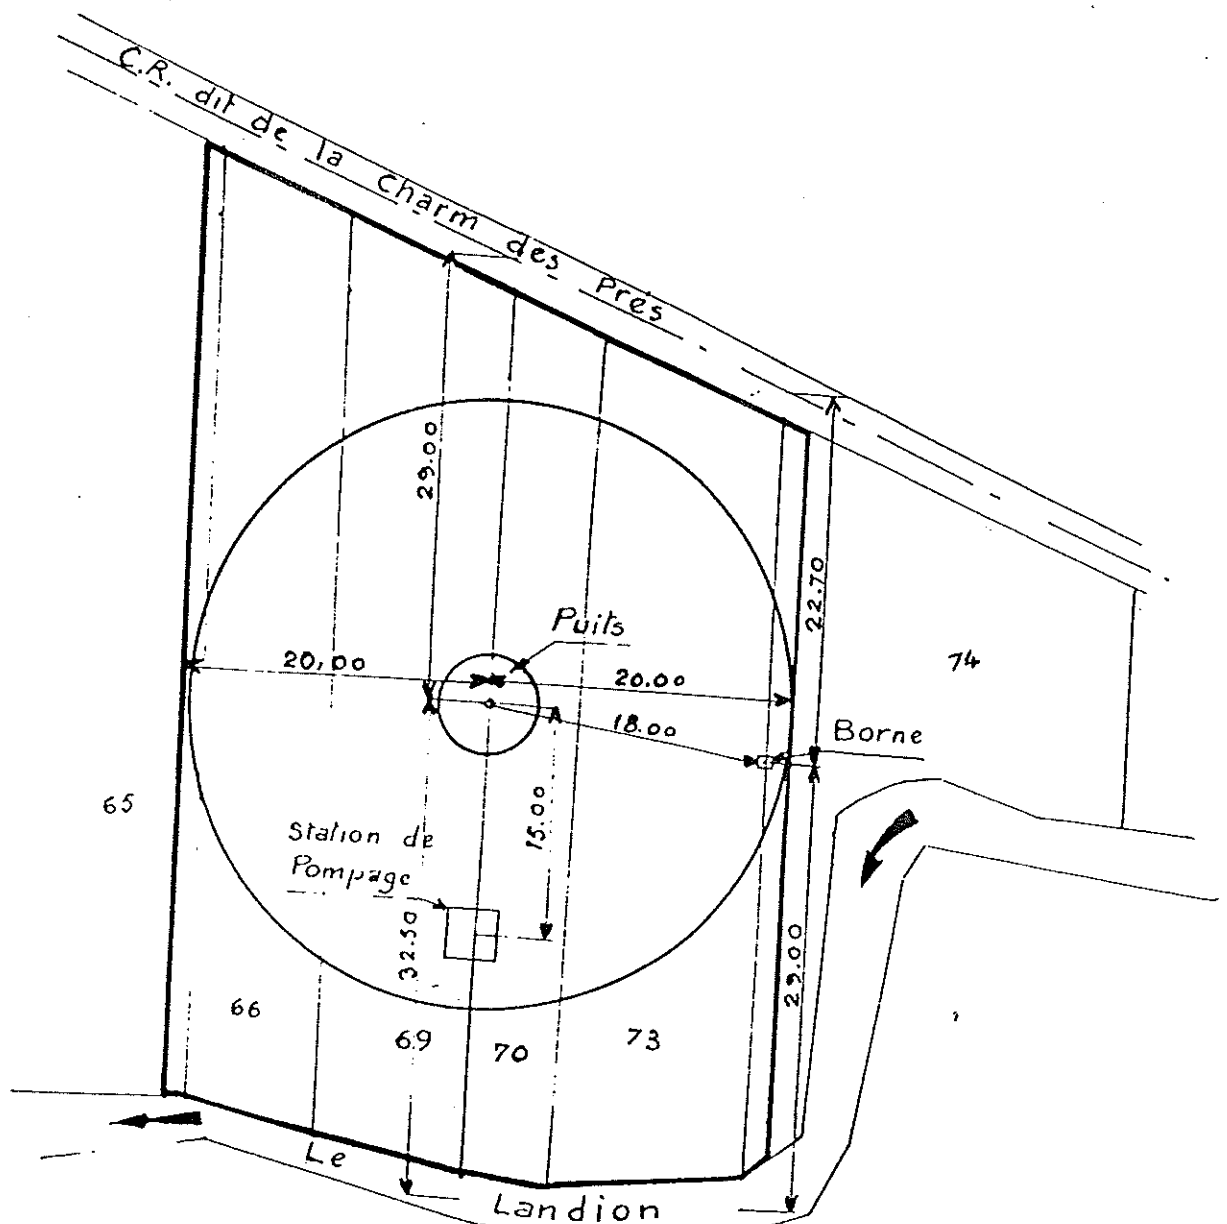 C.R. dit de la Charm des Prés
29.00
22.70
Puits
20,00
20.00
74
18.00
Borne
65
15.00
Station de
Pompage
32.50
29.00
66
69
70
73
Le
Landion